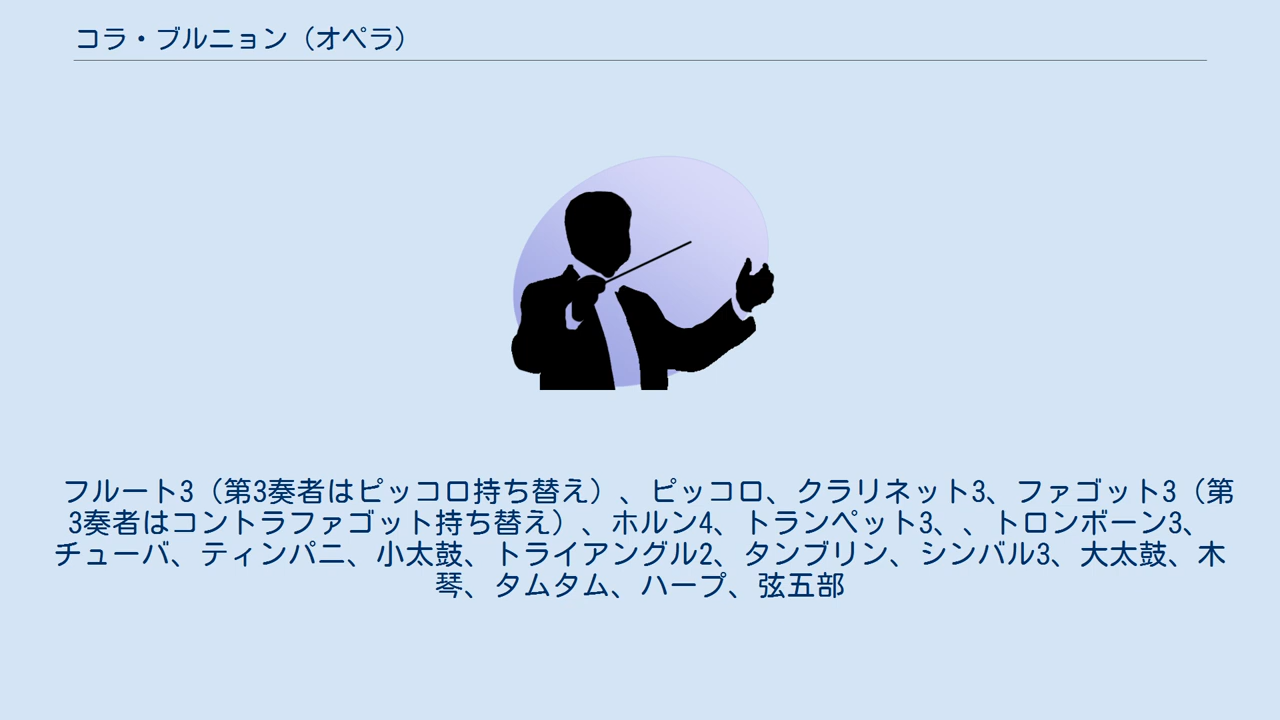 コラ・ブルニョン（オペラ）
フルート3（第3奏者はピッコロ持ち替え）、ピッコロ、クラリネット3、ファゴット3（第
3奏者はコントラファゴット持ち替え）、ホルン4、トランペット3、、トロンボーン3、
チューバ、ティンパニ、小太鼓、トライアングル2、タンブリン、シンバル3、大太鼓、木
琴、タムタム、ハープ、弦五部